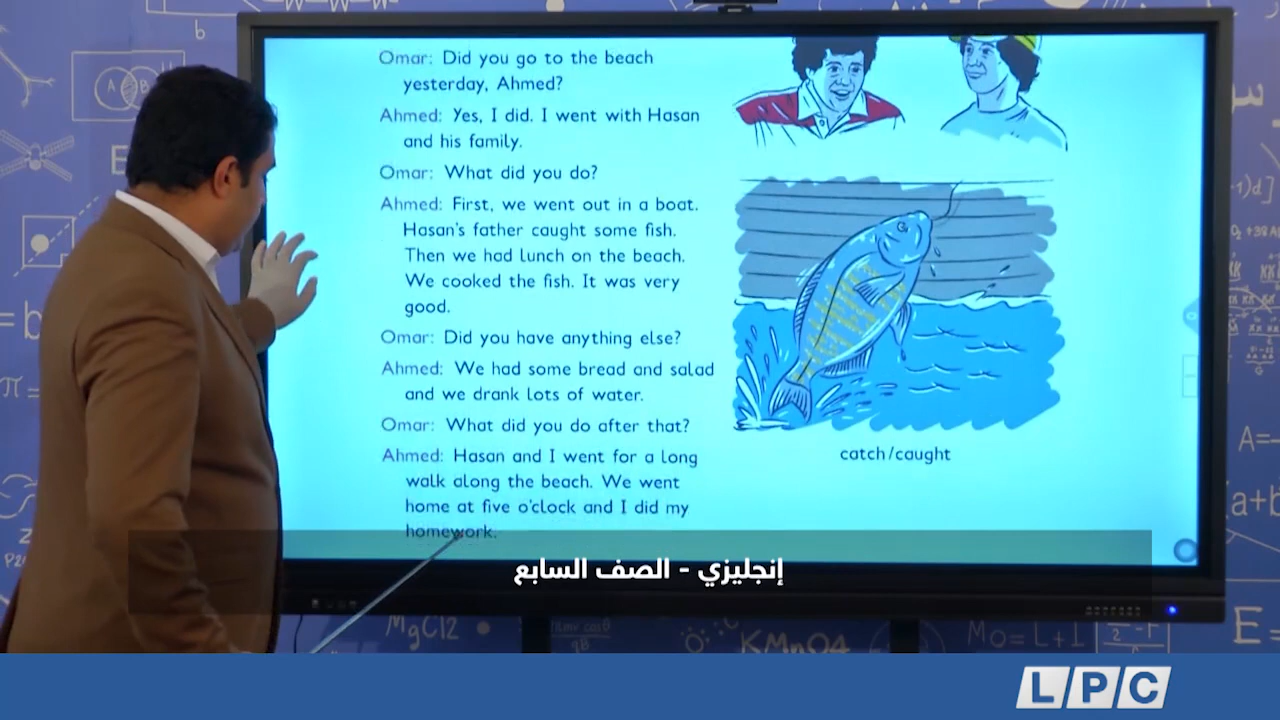 Omar: Did you go to the beach
yesterday, Ahmed?
Ahmed: Yes, I did. I went with Hasan
and his family.
Omar: What did you do?
Ahmed: First, we went out in a boat.
Hasan's father caught some fish.
Then we had lunch on the beach.
We cooked the fish. It was very
good.
Omar: Did you have anything else?
Ahmed: We had some bread and salad
and we drank lots of water.
Omar: What did you do after that?
Ahmed: Hasan and I went for a long
walk along the beach. We went
home at five o'clock and I did my
homework.
catch/caught
إنجليزي - الصف السابع
MgCl2
KMnO4
LPC